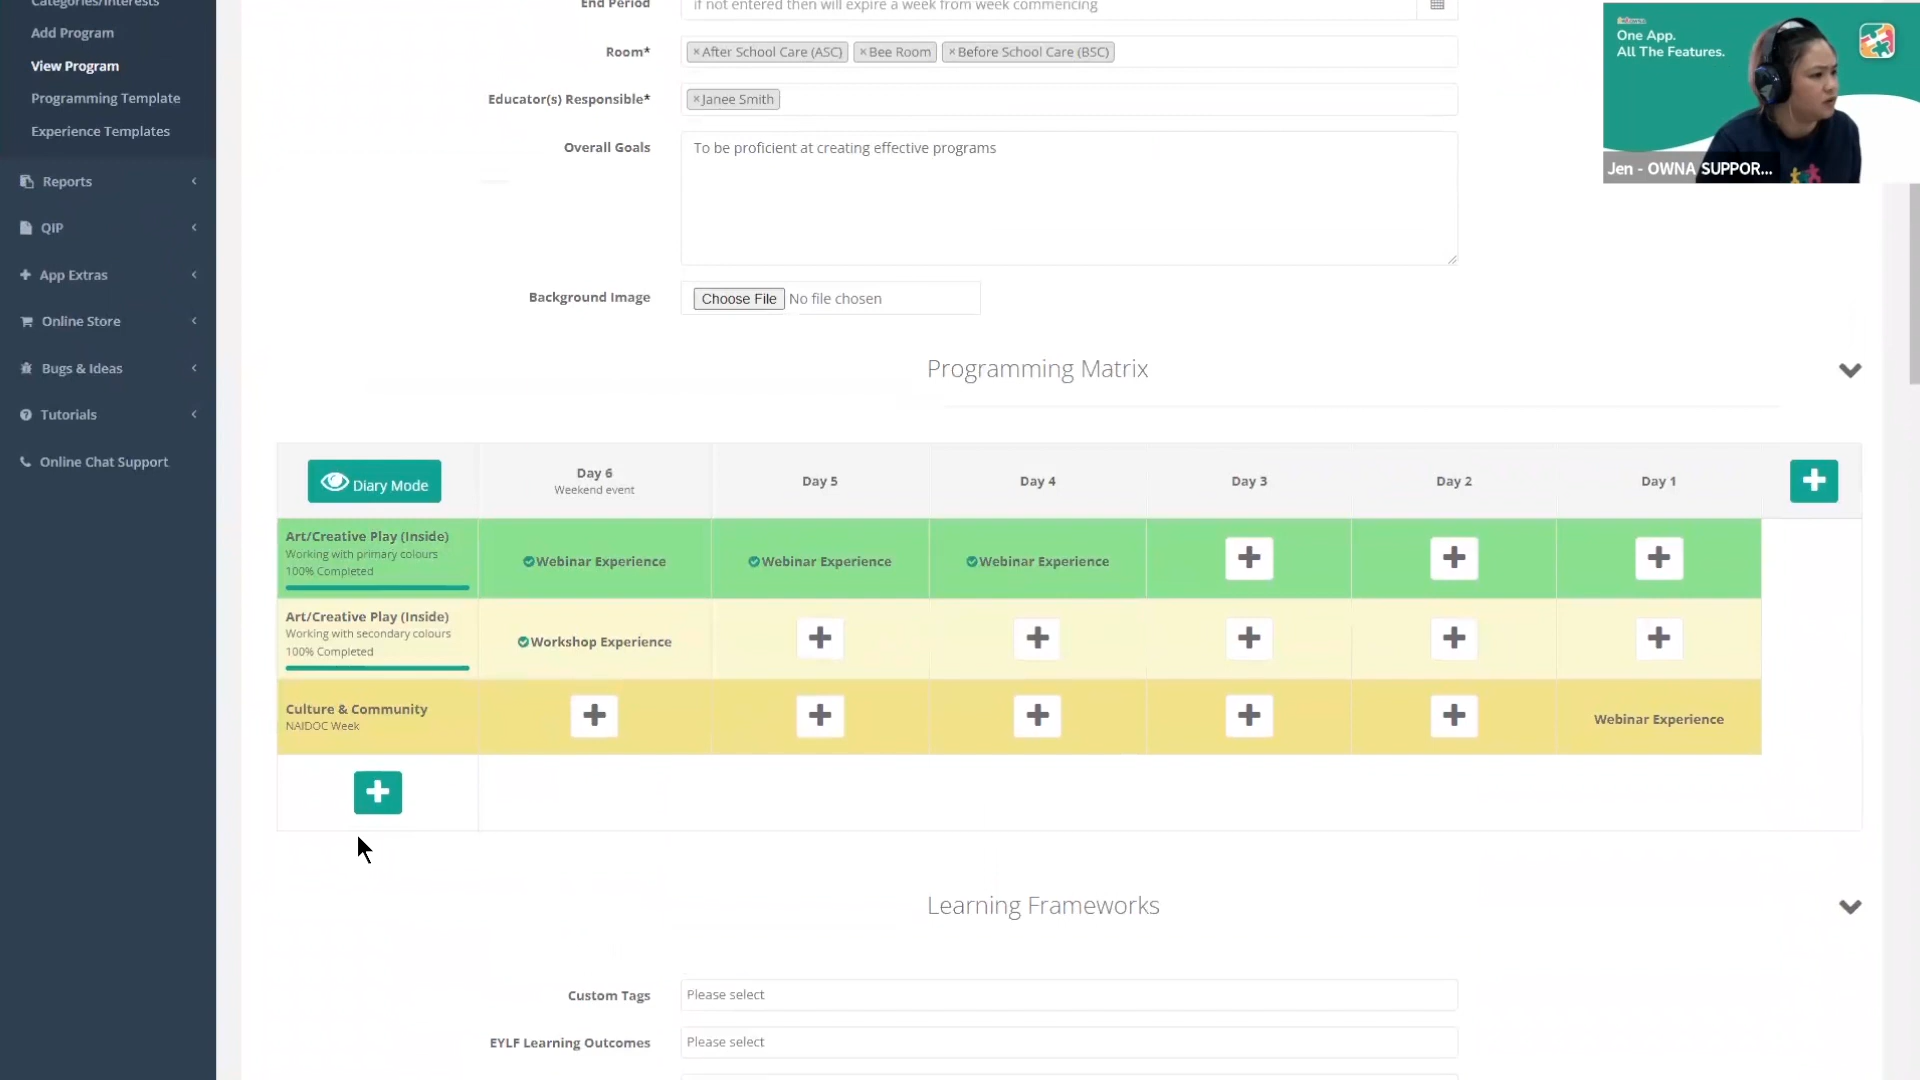 Categories/Interests
Add Program
View Program
Programming Template
Experience Templates
Reports
QIP
App Extras
Online Store
Bugs & Ideas
Tutorials
Online Chat Support
End Period
if not entered then will expire a week from week commencing
Room*
×After School Care (ASC) ×Bee Room ×Before School Care (BSC)
Educator(s) Responsible*
×Janee Smith
Overall Goals
To be proficient at creating effective programs
Background Image
Choose File No file chosen
One App.
All The Features.
Jen - OWNA SUPPOR...
Programming Matrix
Diary Mode
Day 6
Weekend event
Day 5
Day 4
Day 3
Day 2
Day 1
Art/Creative Play (Inside)
Working with primary colours
100% Completed
Webinar Experience
Webinar Experience
Webinar Experience
Art/Creative Play (Inside)
Working with secondary colours
100% Completed
Workshop Experience
Culture & Community
NAIDOC Week
Webinar Experience
Learning Frameworks
Custom Tags
Please select
EYLF Learning Outcomes
Please select